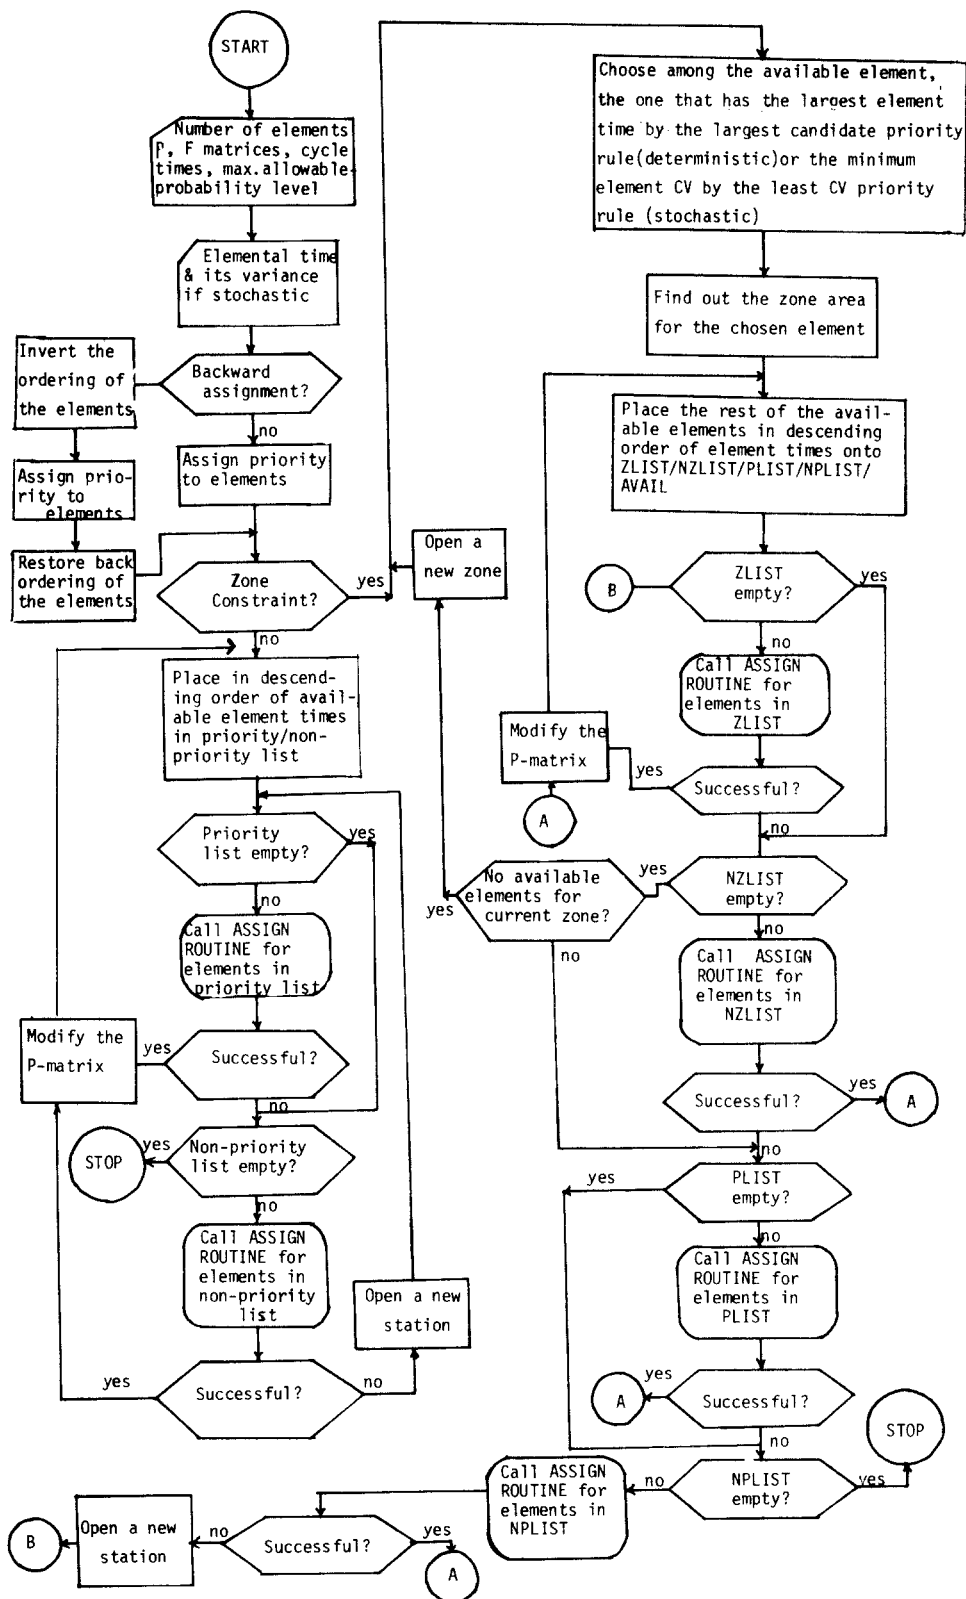 START
Number of elements
P, F matrices, cycle
times, max.allowable
probability level
Elemental time
& its variance
if stochastic
Backward
assignment?
Invert the
ordering of
the elements
no
Assign priority
to elements
Assign prio-
rity to
elements
Restore back
ordering of
the elements
Zone
Constraint?
yes
no
Open a
new zone
Place in descend-
ing order of avail-
able element times
in priority/non-
priority list
Priority
list empty?
yes
no
Call ASSIGN
ROUTINE for
elements in
priority list
Successful?
yes
Modify the
P-matrix
no
Non-priority
list empty?
yes
STOP
no
Call ASSIGN
ROUTINE for
elements in
non-priority
list
Successful?
yes
no
Open a new
station
Choose among the available element,
the one that has the largest element
time by the largest candidate priority
rule(deterministic)or the minimum
element CV by the least CV priority
rule (stochastic)
Find out the zone area
for the chosen element
Place the rest of the avail-
able elements in descending
order of element times onto
ZLIST/NZLIST/PLIST/NPLIST/
AVAIL
B
ZLIST
empty?
yes
no
Call ASSIGN
ROUTINE for
elements in
ZLIST
Successful?
yes
Modify the
P-matrix
A
no
NZLIST
empty?
yes
No available
elements for
current zone?
yes
no
no
Call ASSIGN
ROUTINE for
elements in
NZLIST
Successful?
yes
A
no
PLIST
empty?
yes
no
Call ASSIGN
ROUTINE for
elements in
PLIST
Successful?
yes
A
no
NPLIST
empty?
yes
STOP
no
Call ASSIGN
ROUTINE for
elements in
NPLIST
Successful?
yes
A
no
Open a new
station
B